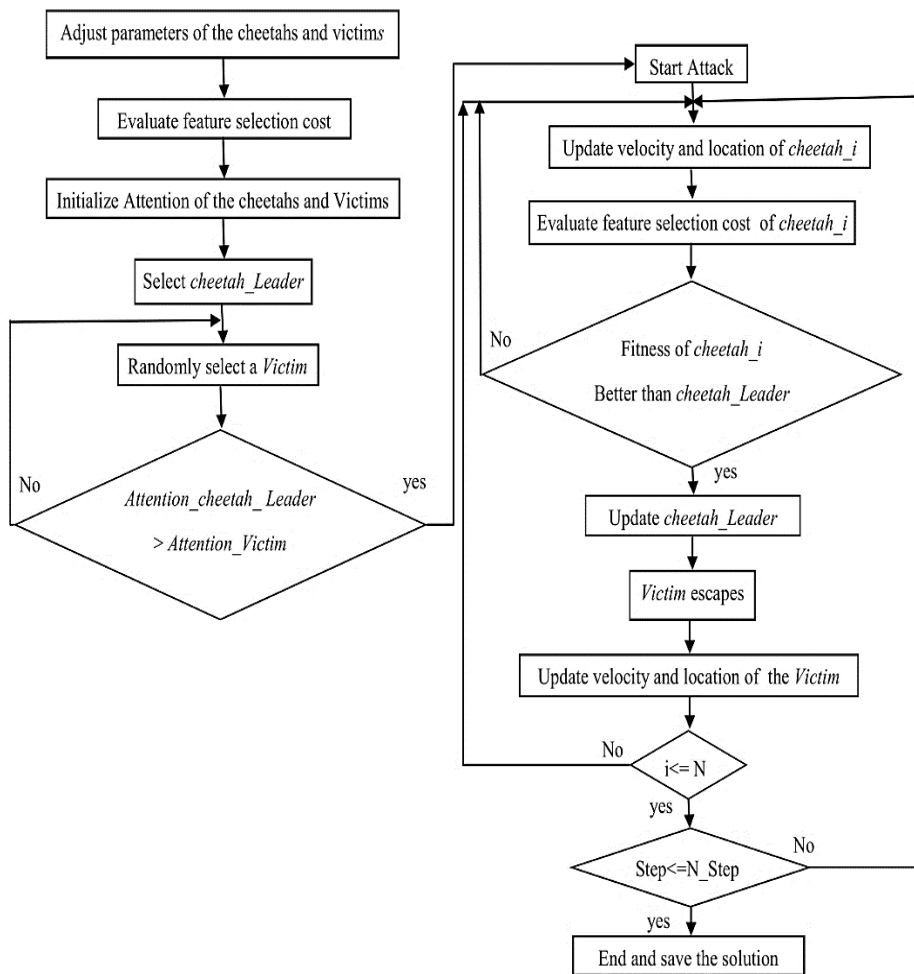 Adjust parameters of the cheetahs and victims
Evaluate feature selection cost
Initialize Attention of the cheetahs and Victims
Select cheetah_Leader
Randomly select a Victim
No
yes
Attention_cheetah_ Leader
> Attention_Victim
Start Attack
Update velocity and location of cheetah_i
Evaluate feature selection cost of cheetah_i
No
Fitness of cheetah_i
Better than cheetah_Leader
yes
Update cheetah_Leader
Victim escapes
Update velocity and location of the Victim
No
i<= N
yes
No
Step<=N_Step
yes
End and save the solution